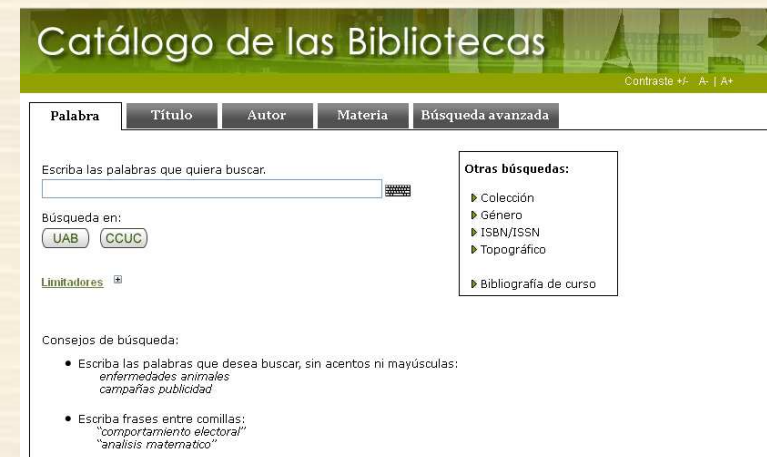 Catálogo de las Bibliotecas
UAB
Contraste +/- A- | A+
Palabra Título Autor Materia Búsqueda avanzada
Escriba las palabras que quiera buscar.
Búsqueda en:
UAB CCUC
Limitadores
Otras búsquedas:
Colección
Género
ISBN/ISSN
Topográfico
Bibliografía de curso
Consejos de búsqueda:
• Escriba las palabras que desea buscar, sin acentos ni mayúsculas:
enfermedades animales
campañas publicidad
• Escriba frases entre comillas:
"comportamiento electoral"
"analisis matematico"